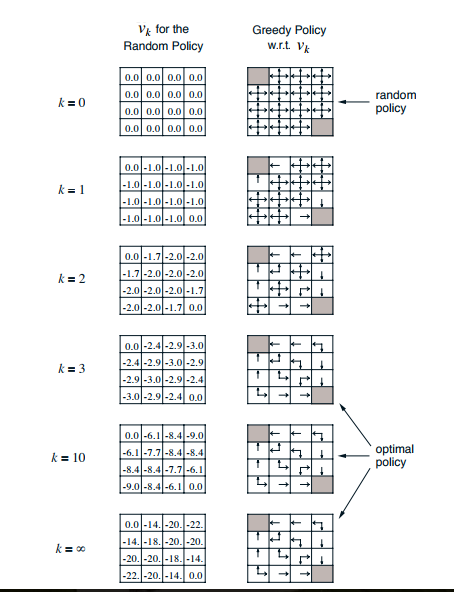 vk for the
Random Policy
Greedy Policy
w.r.t. vk
k = 0
0.0 0.0 0.0 0.0
0.0 0.0 0.0 0.0
0.0 0.0 0.0 0.0
0.0 0.0 0.0 0.0
random
policy
k = 1
0.0 -1.0 -1.0 -1.0
-1.0 -1.0 -1.0 -1.0
-1.0 -1.0 -1.0 -1.0
-1.0 -1.0 -1.0 0.0
k = 2
0.0 -1.7 -2.0 -2.0
-1.7 -2.0 -2.0 -2.0
-2.0 -2.0 -2.0 -1.7
-2.0 -2.0 -1.7 0.0
k = 3
0.0 -2.4 -2.9 -3.0
-2.4 -2.9 -3.0 -2.9
-2.9 -3.0 -2.9 -2.4
-3.0 -2.9 -2.4 0.0
k = 10
0.0 -6.1 -8.4 -9.0
-6.1 -7.7 -8.4 -8.4
-8.4 -8.4 -7.7 -6.1
-9.0 -8.4 -6.1 0.0
optimal
policy
k = ∞
0.0 -14. -20. -22.
-14. -18. -20. -20.
-20. -20. -18. -14.
-22. -20. -14. 0.0